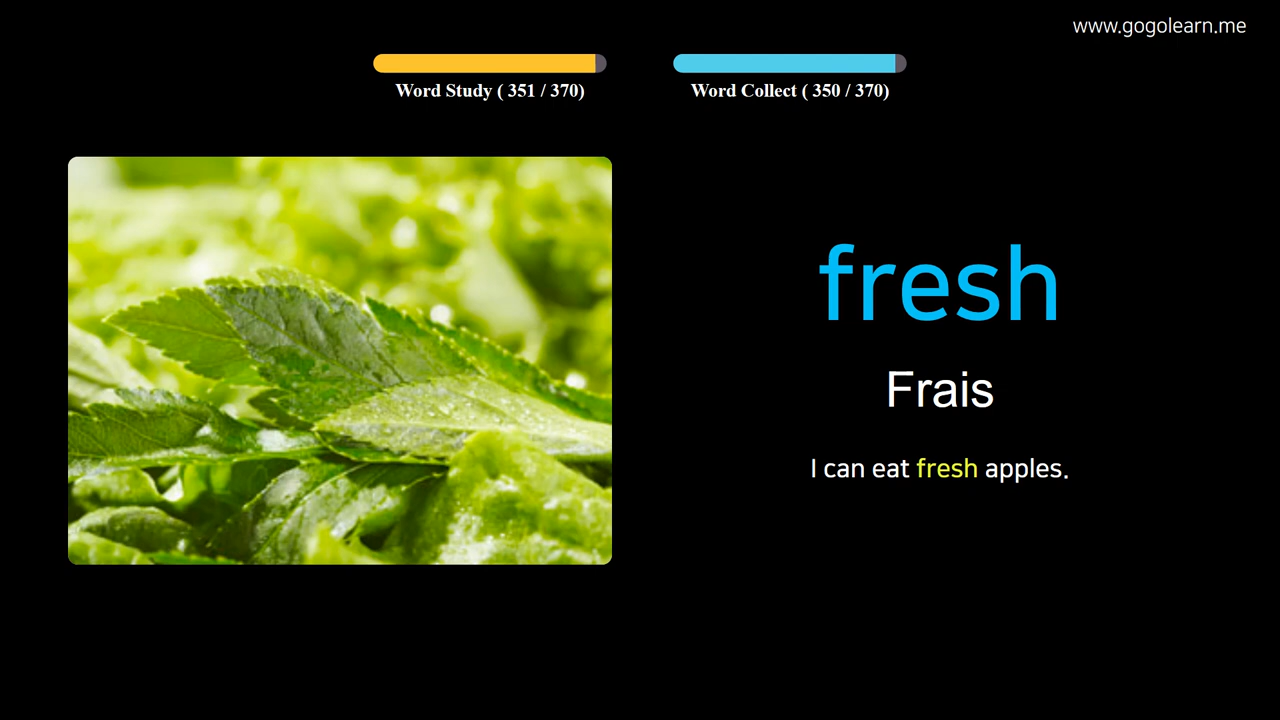 www.gogolearn.me
Word Study ( 351 / 370)
Word Collect ( 350 / 370)
fresh
Frais
I can eat fresh apples.